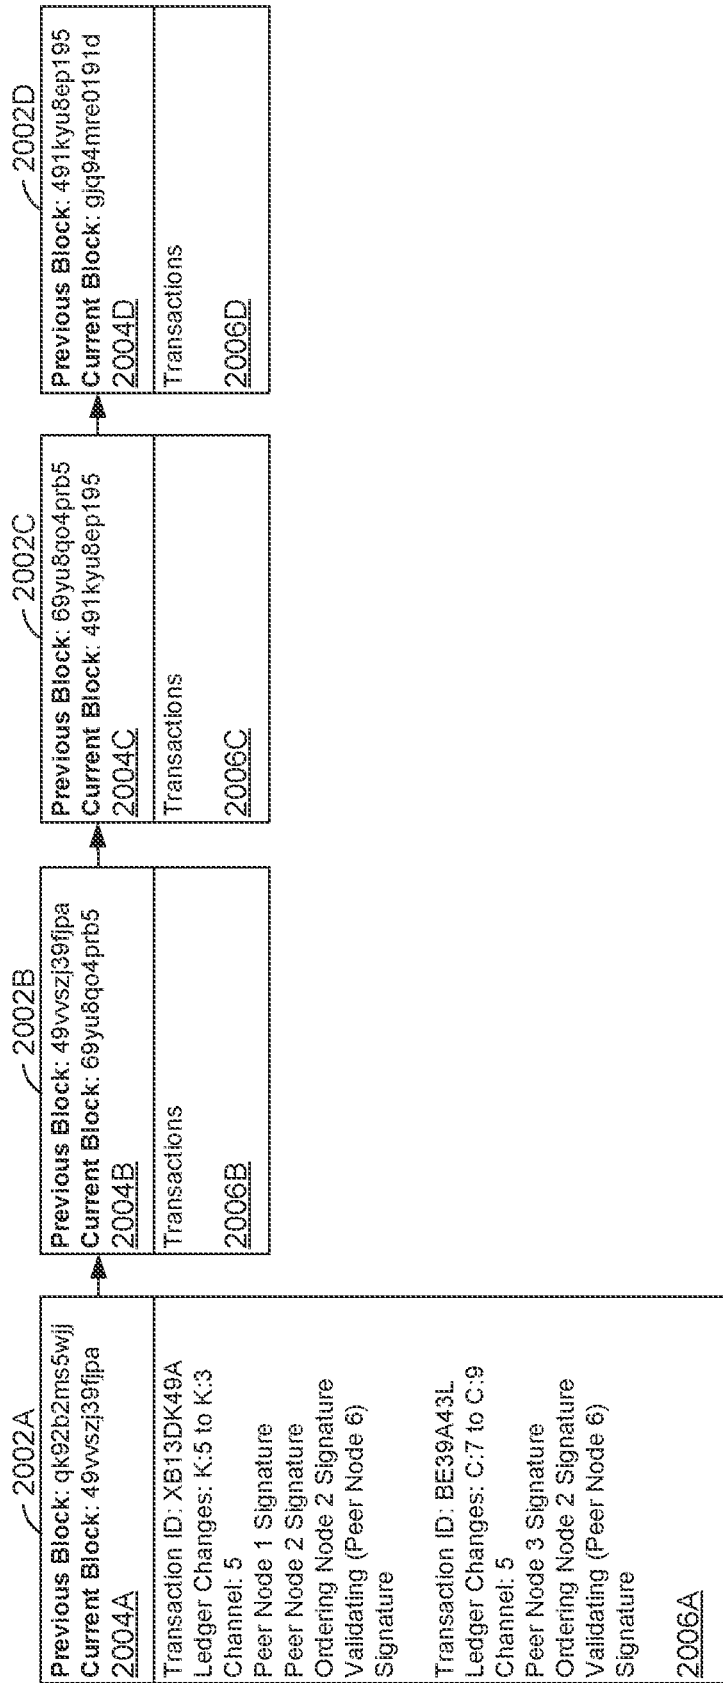 2002A
Previous Block: qk92b2ms5wjj
Current Block: 49vvszj39fjpa
2004A
Transaction ID: XB13DK49A
Ledger Changes: K:5 to K:3
Channel: 5
Peer Node 1 Signature
Peer Node 2 Signature
Ordering Node 2 Signature
Validating (Peer Node 6)
Signature
Transaction ID: BE39A43L
Ledger Changes: C:7 to C:9
Channel: 5
Peer Node 3 Signature
Ordering Node 2 Signature
Validating (Peer Node 6)
Signature
2006A
2002B
Previous Block: 49vvszj39fjpa
Current Block: 69yu8qo4prb5
2004B
Transactions
2006B
2002C
Previous Block: 69yu8qo4prb5
Current Block: 491kyu8ep195
2004C
Transactions
2006C
2002D
Previous Block: 491kyu8ep195
Current Block: gjq94mre0191d
2004D
Transactions
2006D